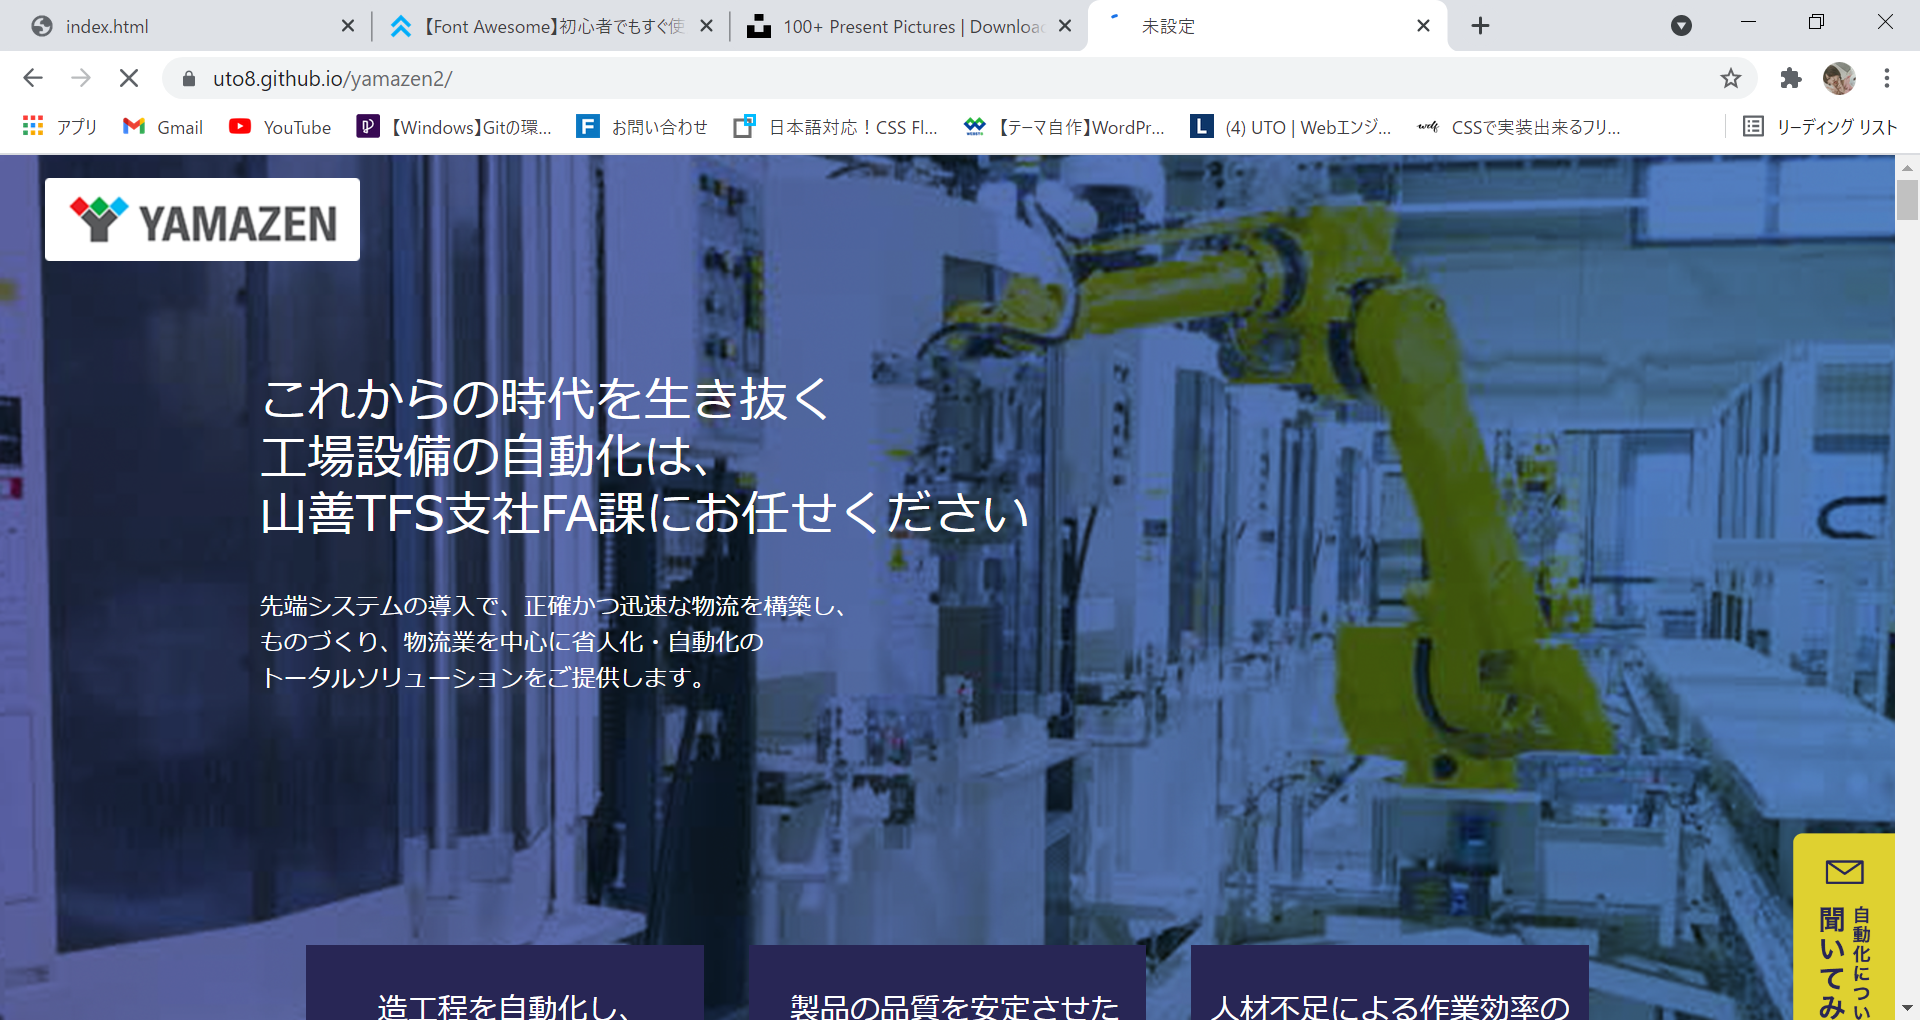 index.html
【Font Awesome】初心者でもすぐ使
100+ Present Pictures | Downloa
未設定
uto8.github.io/yamazen2/
アプリ
Gmail
YouTube
【Windows】Gitの環...
お問い合わせ
日本語対応！CSS Fl...
【テーマ自作】WordPr...
(4) UTO | Webエンジ...
CSSで実装出来るフリ...
リーディング リスト
YAMAZEN
これからの時代を生き抜く
工場設備の自動化は、
山善TFS支社FA課にお任せください
先端システムの導入で、正確かつ迅速な物流を構築し、
ものづくり、物流業を中心に省人化・自動化の
トータルソリューションをご提供します。
自動化につい
聞いてみ
造工程を自動化し、
製品の品質を安定させた
人材不足による作業効率の